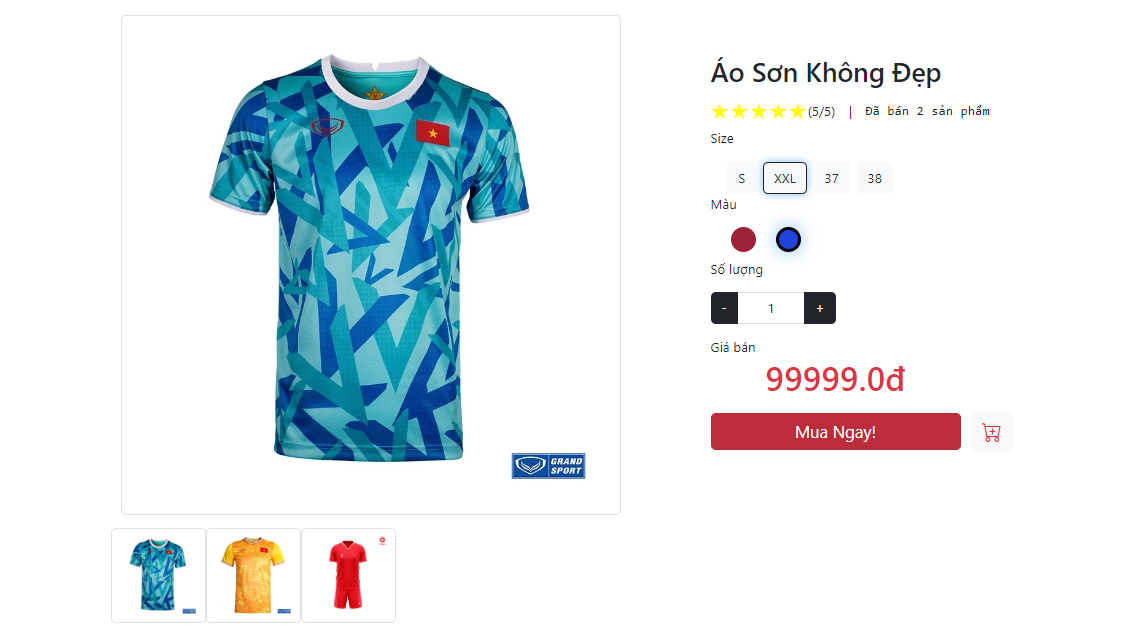 Áo Sơn Không Đẹp
(5/5) | Đã bán 2 sản phẩm
Size
S XXL 37 38
Màu
Số lượng
- 1 +
Giá bán
99999.0đ
Mua Ngay!
GRAND
SPORT